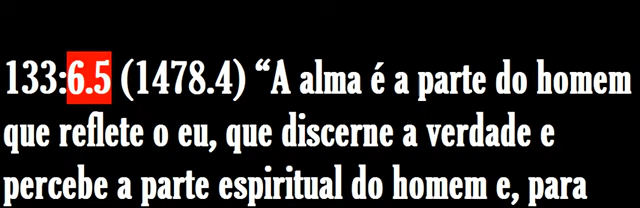 133:6.5 (1478.4) “A alma é a parte do homem
que reflete o eu, que discerne a verdade e
percebe a parte espiritual do homem e, para